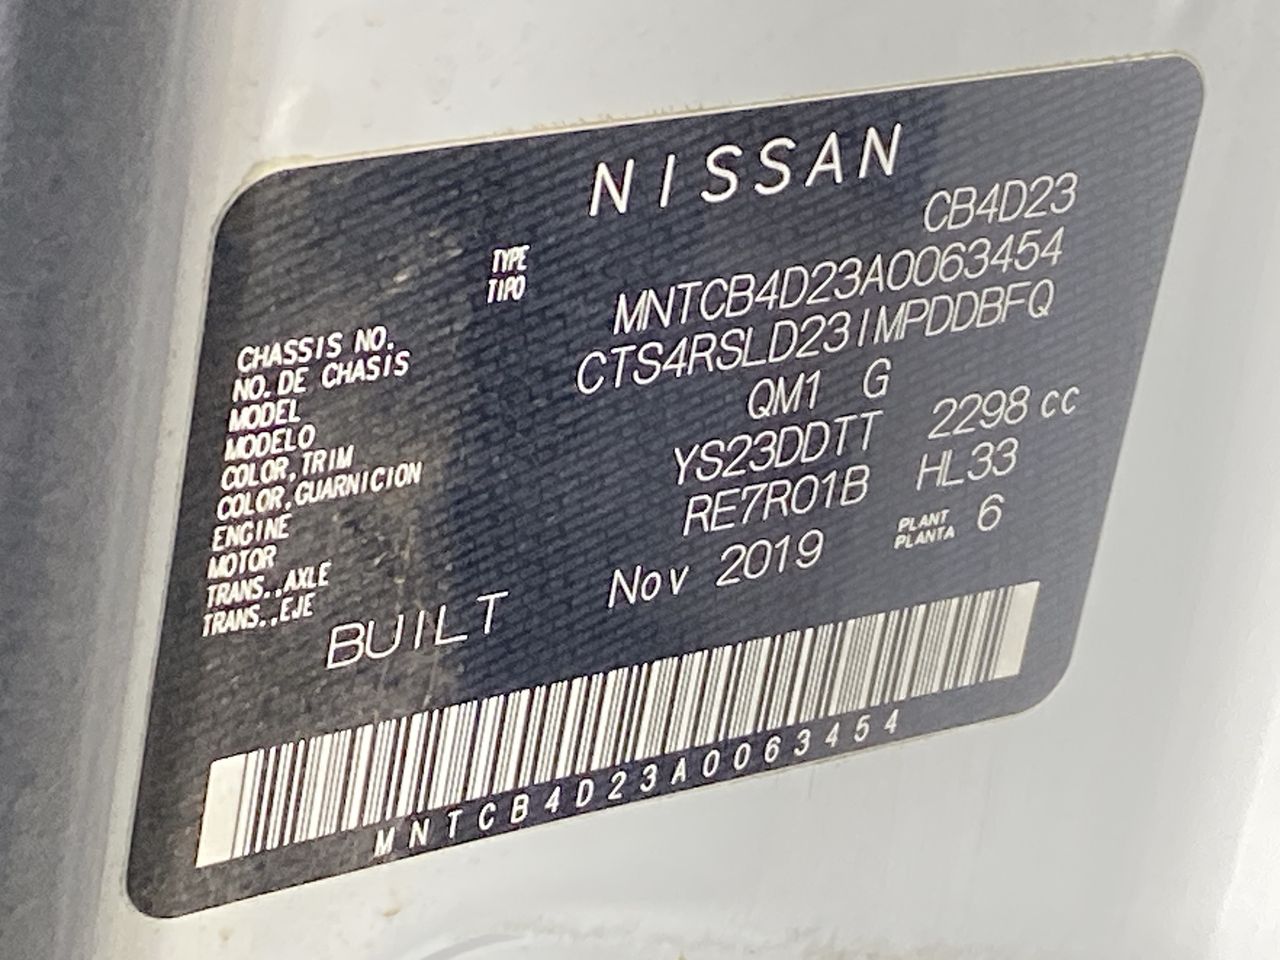 NISSAN
TYPE CB4D23
TIPO
CHASSIS NO. MNTCB4D23A0063454
NO. DE CHASIS
MODEL CTS4RSLD23IMPDDBFQ
MODELO
COLOR,TRIM QM1 G
COLOR,GUARNICION
ENGINE YS23DDTT 2298 cc
MOTOR
TRANS.,AXLE RE7R01B HL33
TRANS.,EJE
BUILT Nov 2019 PLANT 6
PLANTA
MNTCB4D23A0063454